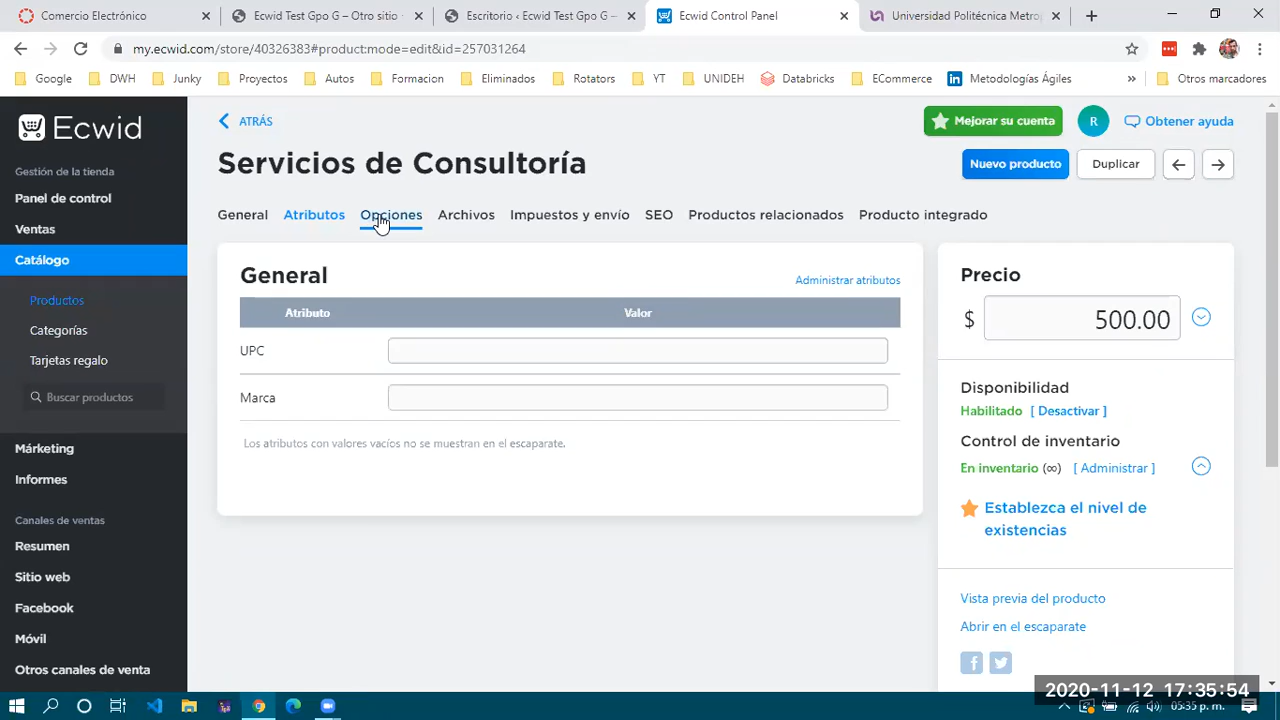 Comercio Electrónico
Ecwid Test Gpo G – Otro sitio
Escritorio ‹ Ecwid Test Gpo G –
Ecwid Control Panel
Universidad Politécnica Metrop
my.ecwid.com/store/40326383#product:mode=edit&id=257031264
Google
DWH
Junky
Proyectos
Autos
Formacion
Eliminados
Rotators
YT
UNIDEH
Databricks
ECommerce
Metodologías Ágiles
»
Otros marcadores
Ecwid
ATRÁS
Mejorar su cuenta
R
Obtener ayuda
Gestión de la tienda
Panel de control
Ventas
Catálogo
Productos
Categorías
Tarjetas regalo
Buscar productos
Márketing
Informes
Canales de ventas
Resumen
Sitio web
Facebook
Móvil
Otros canales de venta
Servicios de Consultoría
Nuevo producto
Duplicar
General
Atributos
Opciones
Archivos
Impuestos y envío
SEO
Productos relacionados
Producto integrado
General
Administrar atributos
Atributo
Valor
UPC
Marca
Los atributos con valores vacíos no se muestran en el escaparate.
Precio
$ 500.00
Disponibilidad
Habilitado [ Desactivar ]
Control de inventario
En inventario (∞) [ Administrar ]
Establezca el nivel de
existencias
Vista previa del producto
Abrir en el escaparate
2020-11-12 17:35:54
05:35 p. m.